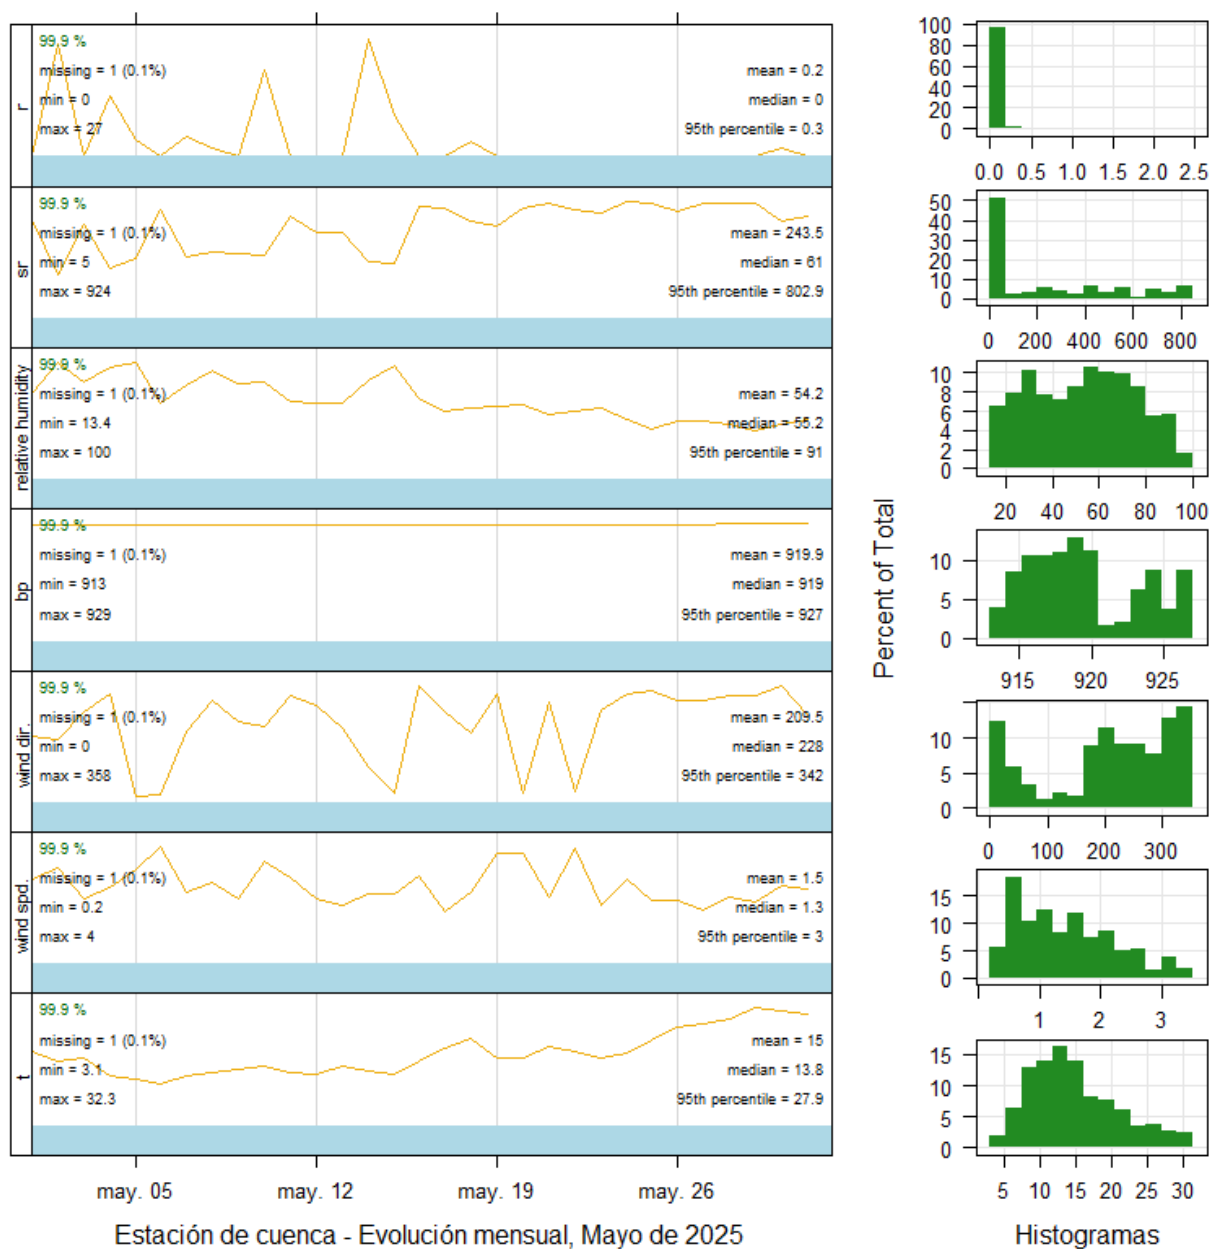 r
99.9 %
missing = 1 (0.1%)
min = 0
max = 27
mean = 0.2
median = 0
95th percentile = 0.3
sr
99.9 %
missing = 1 (0.1%)
min = 5
max = 924
mean = 243.5
median = 61
95th percentile = 802.9
relative humidity
99.9 %
missing = 1 (0.1%)
min = 13.4
max = 100
mean = 54.2
median = 55.2
95th percentile = 91
bp
99.9 %
missing = 1 (0.1%)
min = 913
max = 929
mean = 919.9
median = 919
95th percentile = 927
wind dir.
99.9 %
missing = 1 (0.1%)
min = 0
max = 358
mean = 209.5
median = 228
95th percentile = 342
wind spd.
99.9 %
missing = 1 (0.1%)
min = 0.2
max = 4
mean = 1.5
median = 1.3
95th percentile = 3
t
99.9 %
missing = 1 (0.1%)
min = 3.1
max = 32.3
mean = 15
median = 13.8
95th percentile = 27.9
may. 05 may. 12 may. 19 may. 26
Estación de cuenca - Evolución mensual, Mayo de 2025
Percent of Total
100
80
60
40
20
0
0.0 0.5 1.0 1.5 2.0 2.5
50
40
30
20
10
0
0 200 400 600 800
10
8
6
4
2
0
20 40 60 80 100
10
5
0
915 920 925
10
5
0
0 100 200 300
15
10
5
0
1 2 3
15
10
5
0
5 10 15 20 25 30
Histogramas